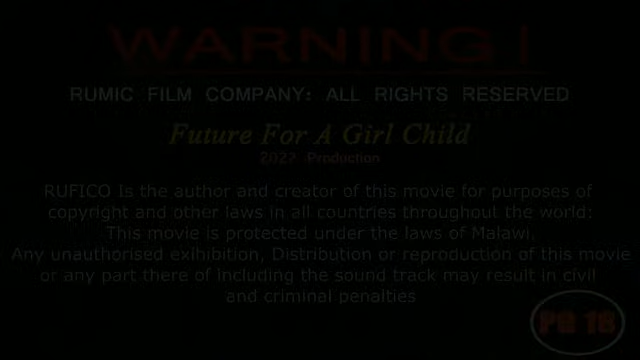 WARNING !
RUMIC FILM COMPANY: ALL RIGHTS RESERVED
Future For A Girl Child
2022 Production
RUFICO Is the author and creator of this movie for purposes of
copyright and other laws in all countries throughout the world:
This movie is protected under the laws of Malawi,
Any unauthorised exihibition, Distribution or reproduction of this movie
or any part there of including the sound track may result in civil
and criminal penalties
PG 16